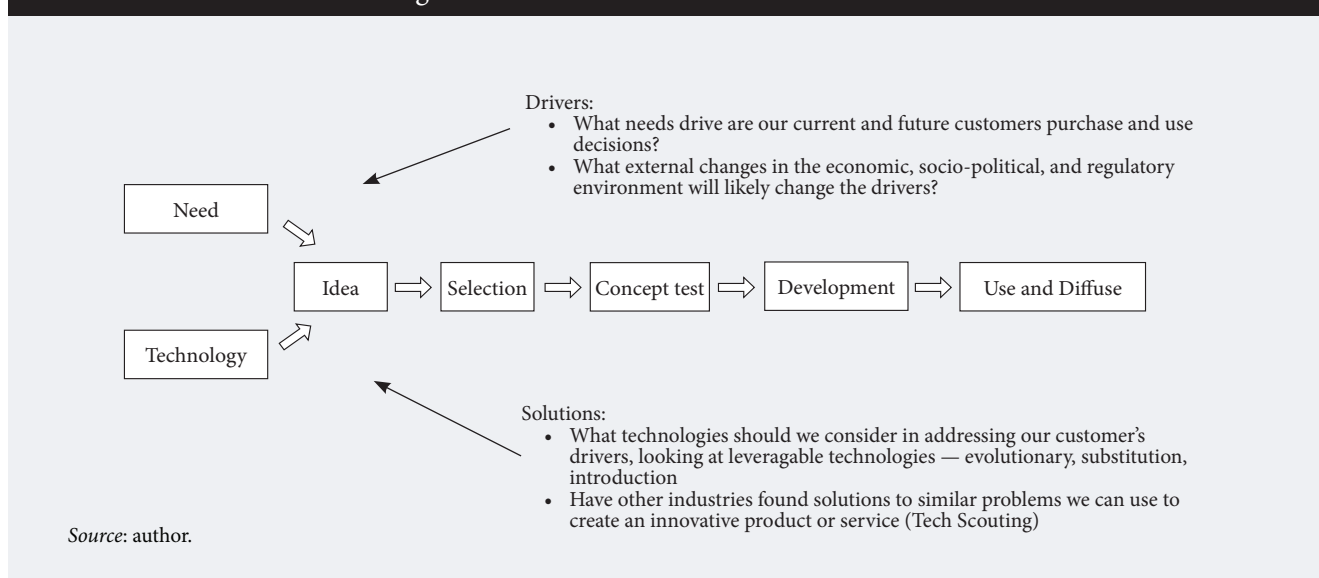 Drivers:
• What needs drive are our current and future customers purchase and use
decisions?
• What external changes in the economic, socio-political, and regulatory
environment will likely change the drivers?
Need
Idea
Selection
Concept test
Development
Use and Diffuse
Technology
Solutions:
• What technologies should we consider in addressing our customer’s
drivers, looking at leveragable technologies — evolutionary, substitution,
introduction
• Have other industries found solutions to similar problems we can use to
create an innovative product or service (Tech Scouting)
Source: author.